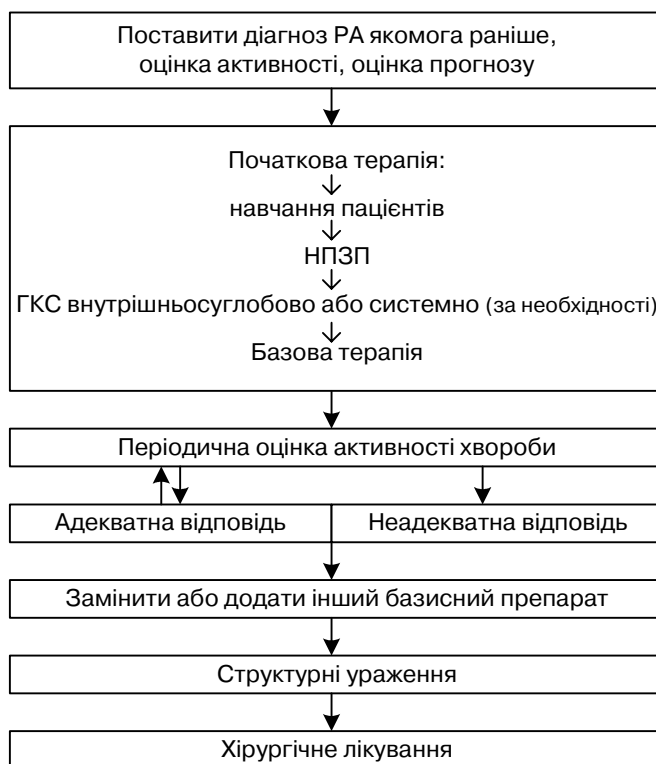 Поставити діагноз РА якомога раніше,
оцінка активності, оцінка прогнозу
Початкова терапія:
навчання пацієнтів
НПЗП
ГКС внутрішньосуглобово або системно (за необхідності)
Базова терапія
Періодична оцінка активності хвороби
Адекватна відповідь
Неадекватна відповідь
Замінити або додати інший базисний препарат
Структурні ураження
Хірургічне лікування